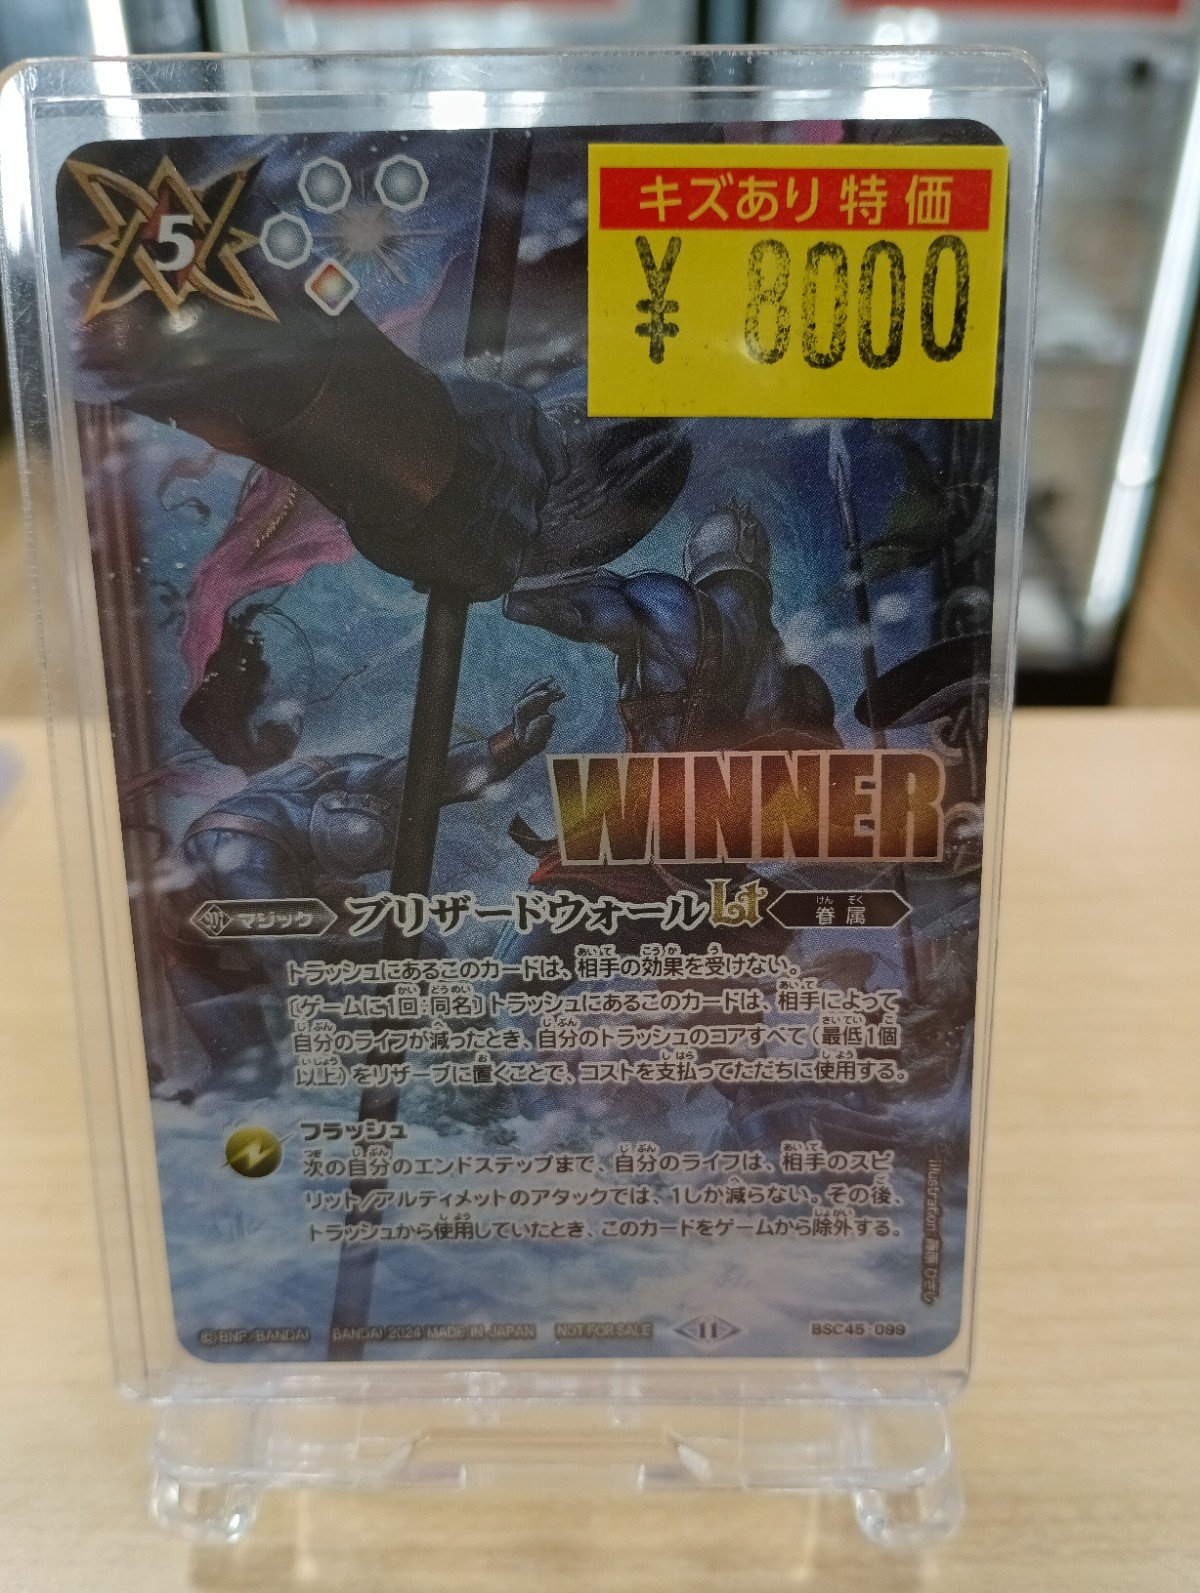 キズあり 特価
¥ 8000
5
WINNER
マジック
ブリザードウォールLt
けんぞく
眷属
トラッシュにあるこのカードは、相手の効果を受けない。
〔ゲームに1回:同名〕トラッシュにあるこのカードは、相手によって
自分のライフが減ったとき、自分のトラッシュのコアすべて(最低1個
以上)をリザーブに置くことで、コストを支払ってただちに使用する。
フラッシュ
次の自分のエンドステップまで、自分のライフは、相手のスピ
リット/アルティメットのアタックでは、1しか減らない。その後、
トラッシュから使用していたとき、このカードをゲームから除外する。
illustration
©BNP/BANDAI BANDAI 2024 MADE IN JAPAN NOT FOR SALE 11 BSC45-099